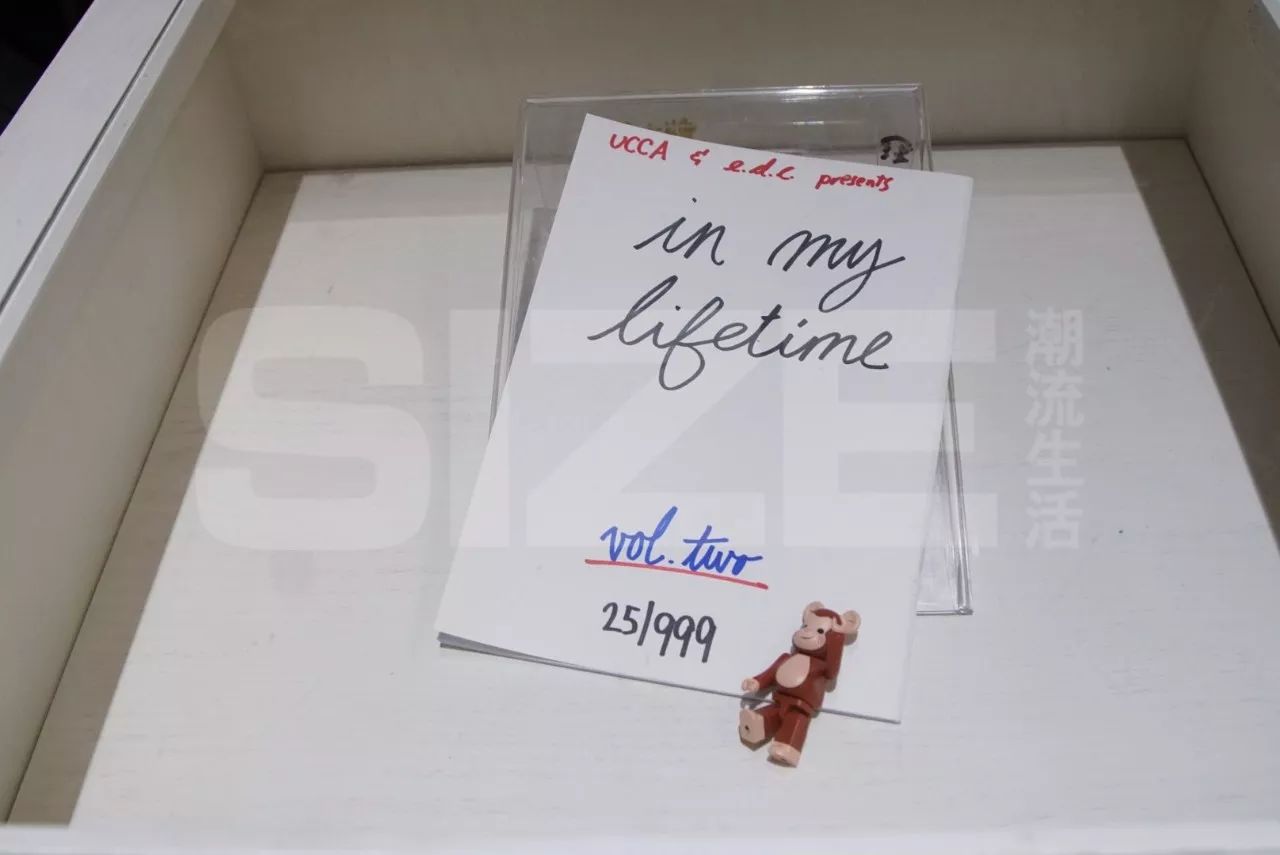 UCCA & e.d.c. presents
in my
lifetime
vol. two
25/999
SIZE
潮流生活